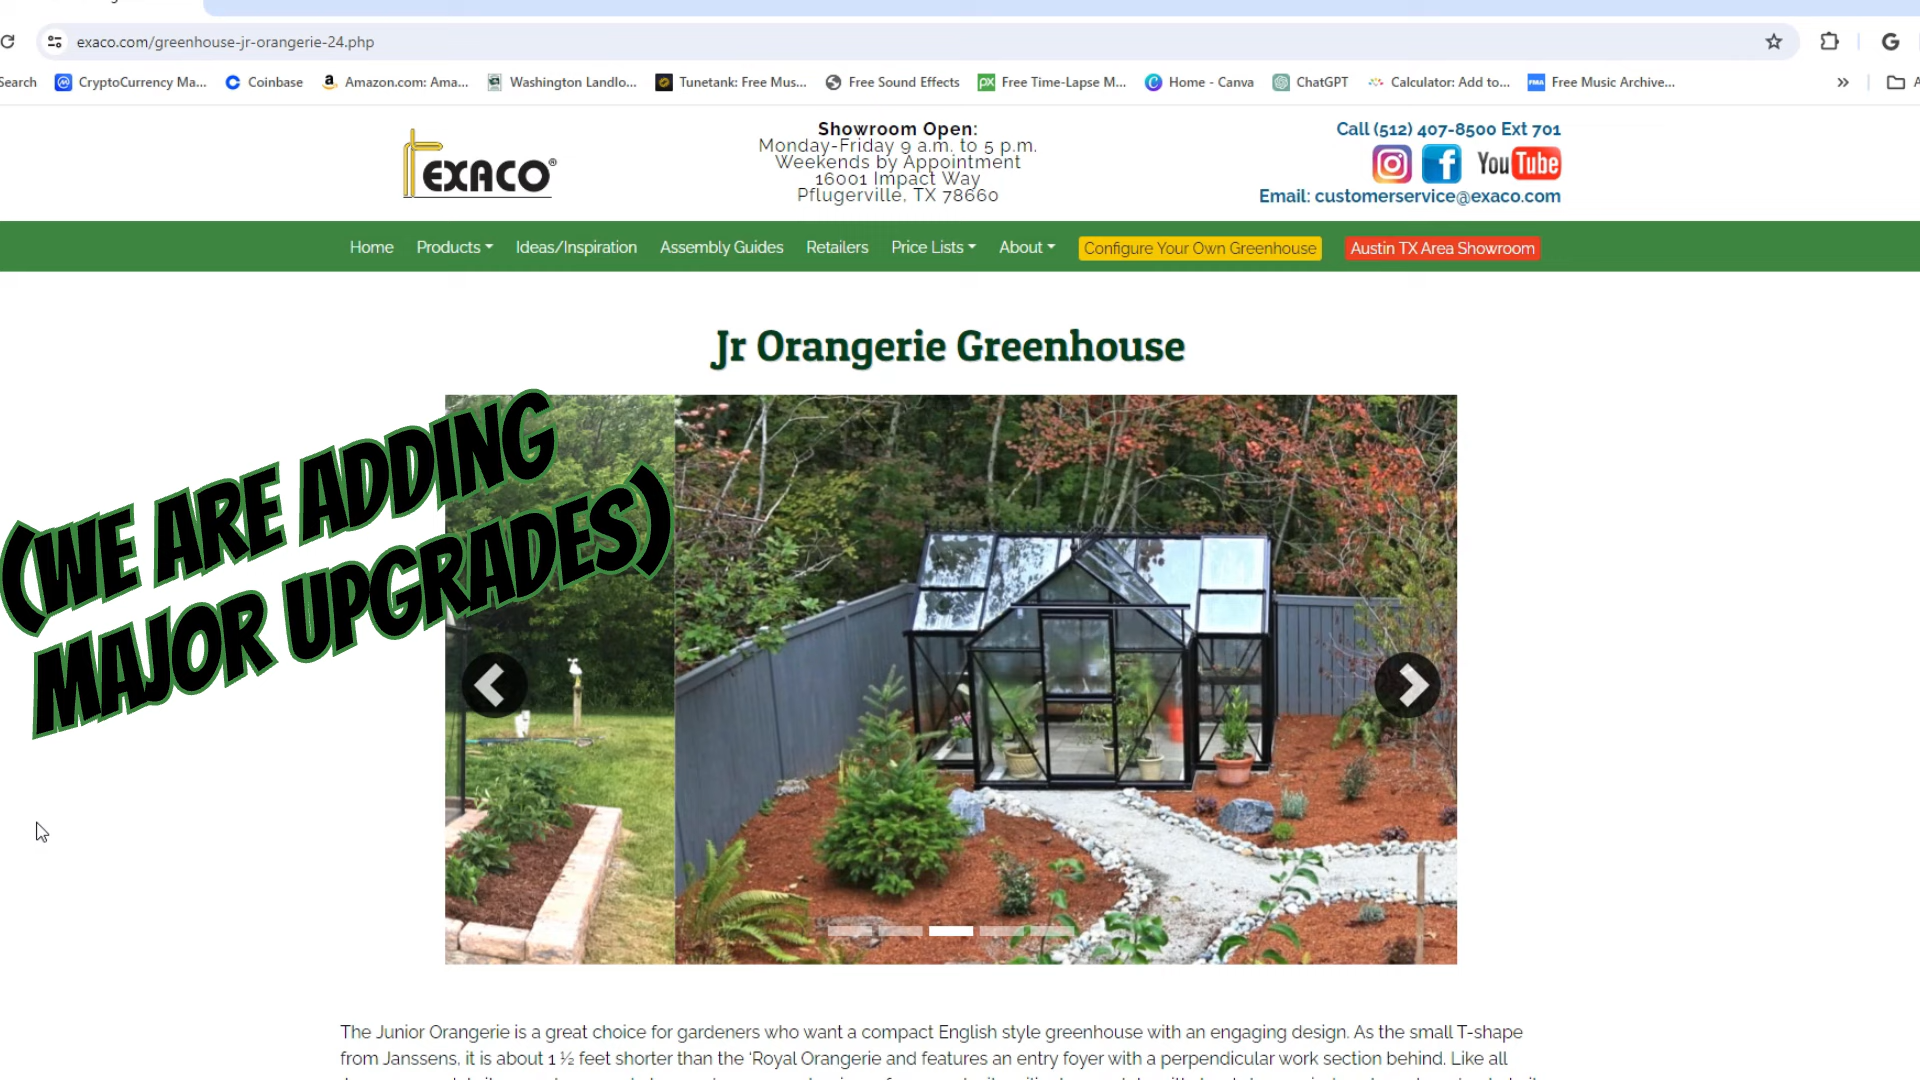 exaco.com/greenhouse-jr-orangerie-24.php
Search CryptoCurrency Ma... Coinbase Amazon.com: Ama... Washington Landlo... Tunetank: Free Mus... Free Sound Effects Free Time-Lapse M... Home - Canva ChatGPT Calculator: Add to... Free Music Archive...
EXACO®
Showroom Open:
Monday-Friday 9 a.m. to 5 p.m.
Weekends by Appointment
16001 Impact Way
Pflugerville, TX 78660
Call (512) 407-8500 Ext 701
YouTube
Email: customerservice@exaco.com
Home Products Ideas/Inspiration Assembly Guides Retailers Price Lists About Configure Your Own Greenhouse Austin TX Area Showroom
Jr Orangerie Greenhouse
(WE ARE ADDING
MAJOR UPGRADES)
The Junior Orangerie is a great choice for gardeners who want a compact English style greenhouse with an engaging design. As the small T-shape
from Janssens, it is about 1 ½ feet shorter than the ‘Royal Orangerie and features an entry foyer with a perpendicular work section behind. Like all